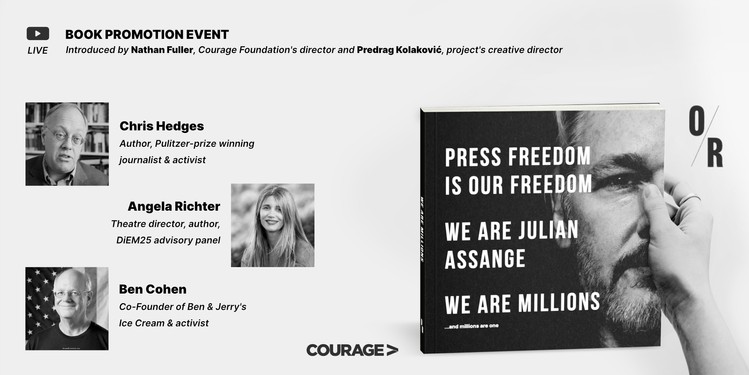 BOOK PROMOTION EVENT
LIVE
Introduced by Nathan Fuller, Courage Foundation's director and Predrag Kolaković, project's creative director
Chris Hedges
Author, Pulitzer-prize winning
journalist & activist
Angela Richter
Theatre director, author,
DiEM25 advisory panel
Ben Cohen
Co-Founder of Ben & Jerry's
Ice Cream & activist
COURAGE>
WE ARE MILLIONS
PRESS FREEDOM
IS OUR FREEDOM
WE ARE JULIAN
ASSANGE
WE ARE MILLIONS
...and millions are one
O/R